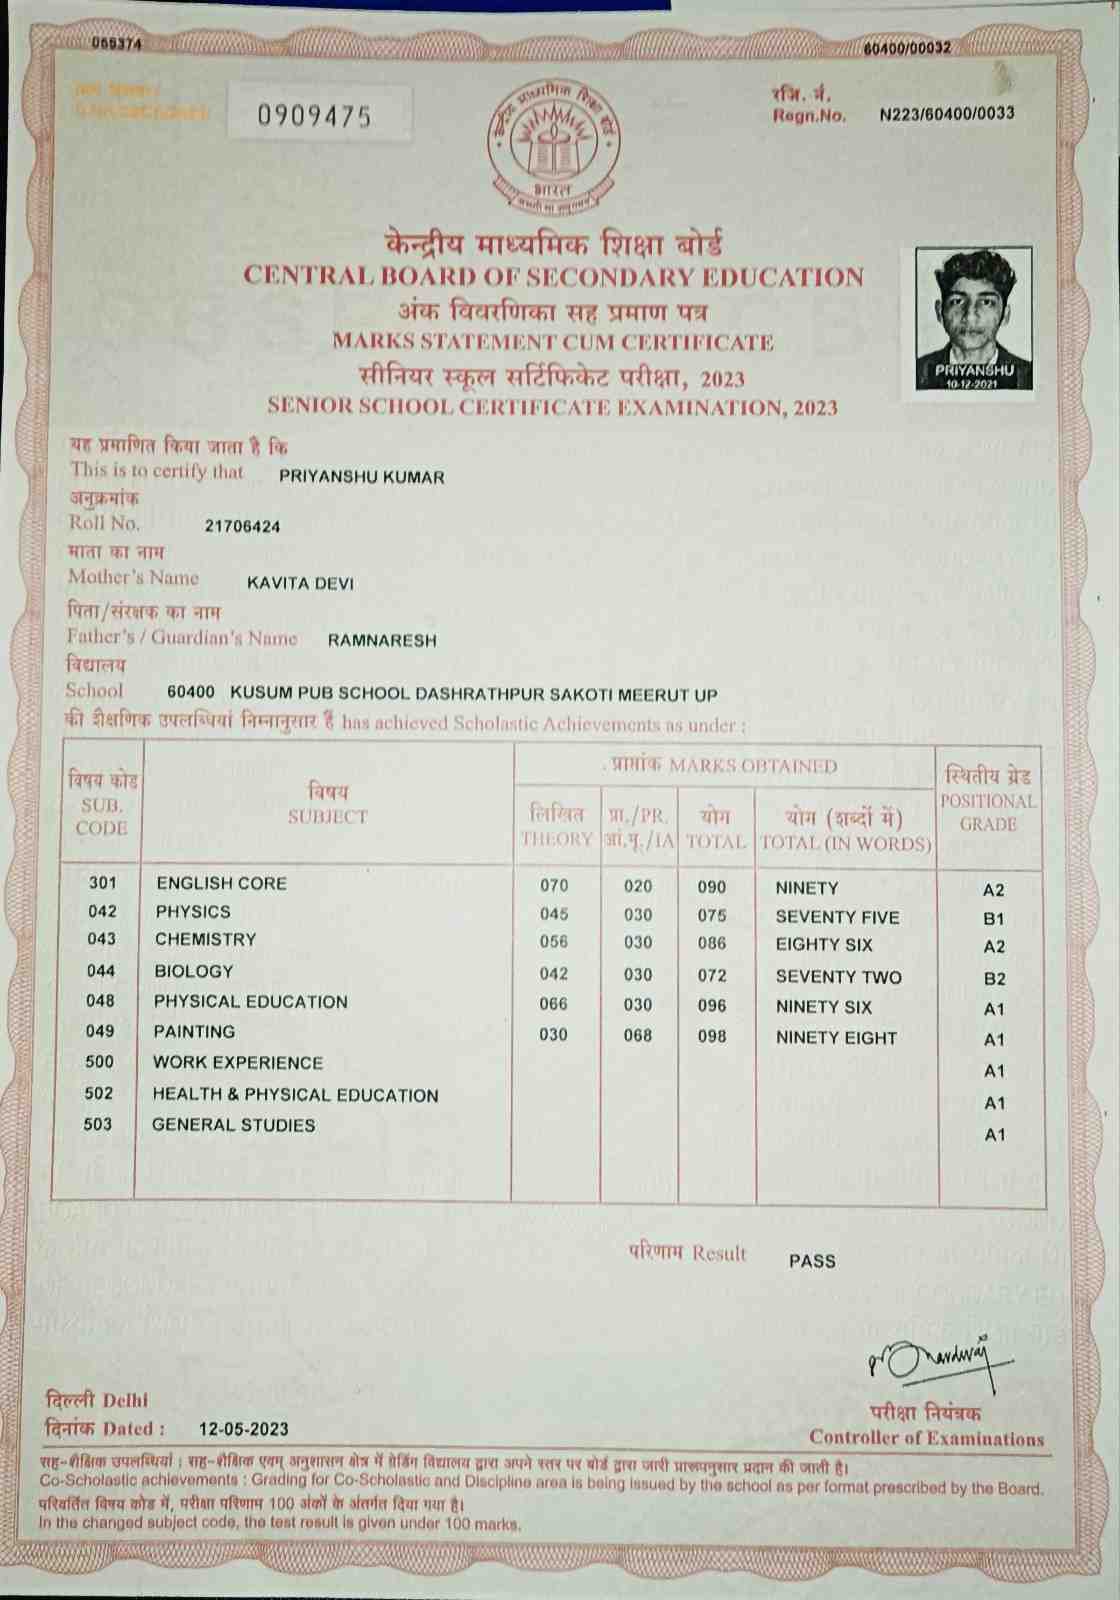 055374
60400/00032
0909475
रजि. नं.
Regn.No. N223/60400/0033
केन्द्रीय माध्यमिक शिक्षा बोर्ड
भारत
केन्द्रीय माध्यमिक शिक्षा बोर्ड
CENTRAL BOARD OF SECONDARY EDUCATION
अंक विवरणिका सह प्रमाण पत्र
MARKS STATEMENT CUM CERTIFICATE
सीनियर स्कूल सर्टिफिकेट परीक्षा, 2023
SENIOR SCHOOL CERTIFICATE EXAMINATION, 2023
PRIYANSHU
10-12-2021
यह प्रमाणित किया जाता है कि
This is to certify that PRIYANSHU KUMAR
अनुक्रमांक
Roll No. 21706424
माता का नाम
Mother's Name KAVITA DEVI
पिता/संरक्षक का नाम
Father's / Guardian's Name RAMNARESH
विद्यालय
School 60400 KUSUM PUB SCHOOL DASHRATHPUR SAKOTI MEERUT UP
की शैक्षणिक उपलब्धियां निम्नानुसार हैं has achieved Scholastic Achievements as under :
विषय कोड
SUB.
CODE
विषय
SUBJECT
प्राप्तांक MARKS OBTAINED
लिखित
THEORY
प्रा./PR.
आं.मू./IA
योग
TOTAL
योग (शब्दों में)
TOTAL (IN WORDS)
स्थितीय ग्रेड
POSITIONAL
GRADE
301 ENGLISH CORE 070 020 090 NINETY A2
042 PHYSICS 045 030 075 SEVENTY FIVE B1
043 CHEMISTRY 056 030 086 EIGHTY SIX A2
044 BIOLOGY 042 030 072 SEVENTY TWO B2
048 PHYSICAL EDUCATION 066 030 096 NINETY SIX A1
049 PAINTING 030 068 098 NINETY EIGHT A1
500 WORK EXPERIENCE A1
502 HEALTH & PHYSICAL EDUCATION A1
503 GENERAL STUDIES A1
परिणाम Result PASS
दिल्ली Delhi
दिनांक Dated : 12-05-2023
परीक्षा नियंत्रक
Controller of Examinations
सह-शैक्षिक उपलब्धियां : सह-शैक्षिक एवम् अनुशासन क्षेत्र में ग्रेडिंग विद्यालय द्वारा अपने स्तर पर बोर्ड द्वारा जारी प्रारूपनुसार प्रदान की जाती है।
Co-Scholastic achievements : Grading for Co-Scholastic and Discipline area is being issued by the school as per format prescribed by the Board.
परिवर्तित विषय कोड में, परीक्षा परिणाम 100 अंकों के अंतर्गत दिया गया है।
In the changed subject code, the test result is given under 100 marks.